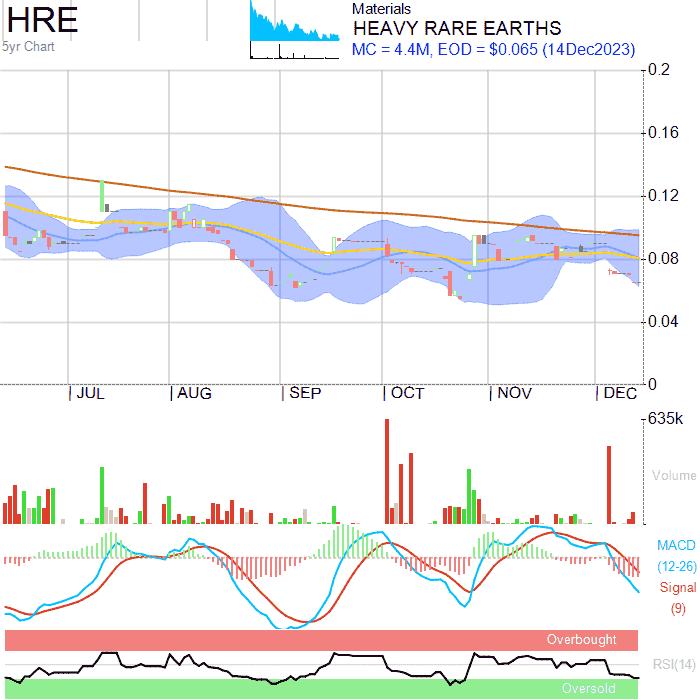 HRE
5yr Chart
Materials
HEAVY RARE EARTHS
MC = 4.4M, EOD = $0.065 (14Dec2023)
0.2
0.16
0.12
0.08
0.04
0
JUL AUG SEP OCT NOV DEC
635k
Volume
MACD
(12-26)
Signal
(9)
Overbought
RSI(14)
Oversold